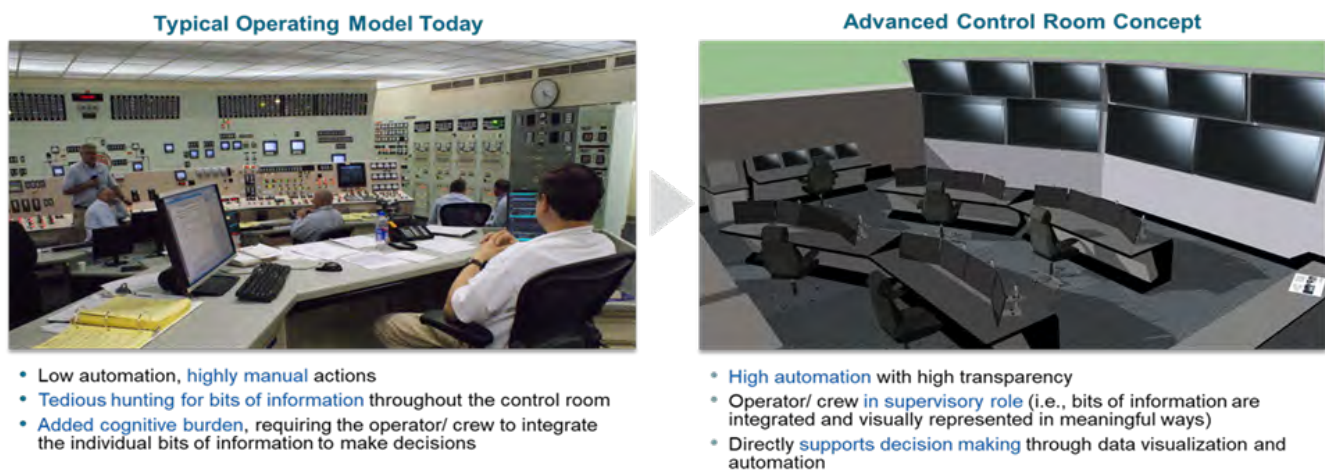 Typical Operating Model Today
Advanced Control Room Concept
• Low automation, highly manual actions
• Tedious hunting for bits of information throughout the control room
• Added cognitive burden, requiring the operator/ crew to integrate
the individual bits of information to make decisions
• High automation with high transparency
• Operator/ crew in supervisory role (i.e., bits of information are
integrated and visually represented in meaningful ways)
• Directly supports decision making through data visualization and
automation